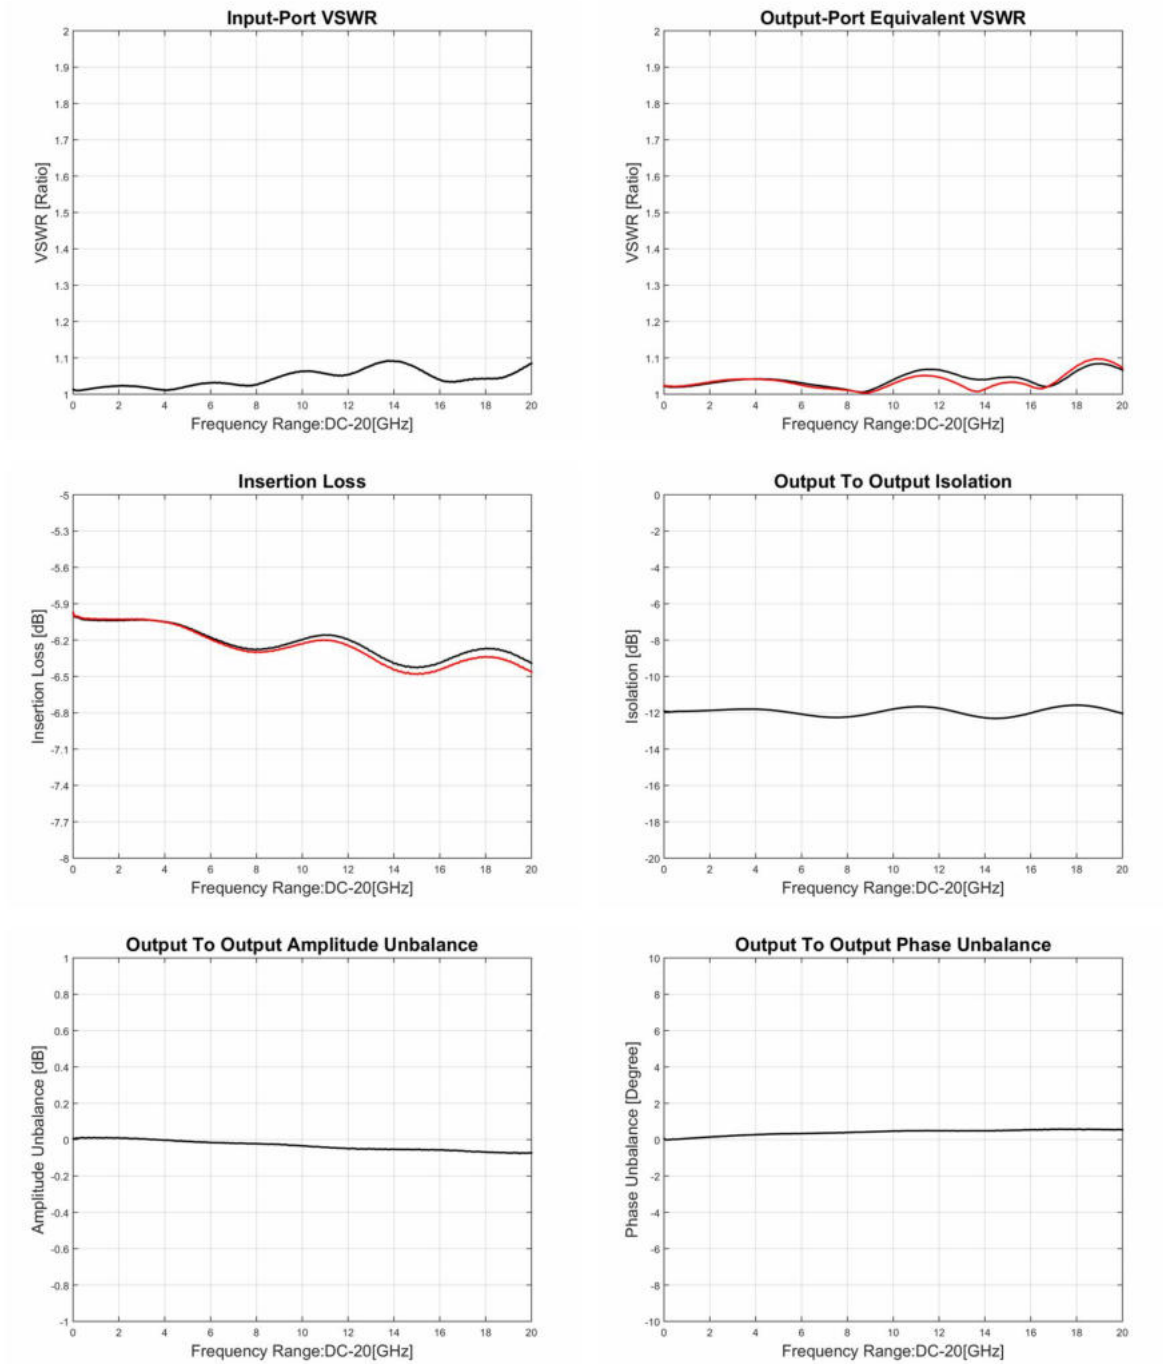 Input-Port VSWR
2
1.9
1.8
1.7
1.6
1.5
1.4
1.3
1.2
1.1
1
VSWR [Ratio]
0 2 4 6 8 10 12 14 16 18 20
Frequency Range:DC-20[GHz]
Output-Port Equivalent VSWR
2
1.9
1.8
1.7
1.6
1.5
1.4
1.3
1.2
1.1
1
VSWR [Ratio]
0 2 4 6 8 10 12 14 16 18 20
Frequency Range:DC-20[GHz]
Insertion Loss
-5
-5.3
-5.6
-5.9
-6.2
-6.5
-6.8
-7.1
-7.4
-7.7
-8
Insertion Loss [dB]
0 2 4 6 8 10 12 14 16 18 20
Frequency Range:DC-20[GHz]
Output To Output Isolation
0
-2
-4
-6
-8
-10
-12
-14
-16
-18
-20
Isolation [dB]
0 2 4 6 8 10 12 14 16 18 20
Frequency Range:DC-20[GHz]
Output To Output Amplitude Unbalance
1
0.8
0.6
0.4
0.2
0
-0.2
-0.4
-0.6
-0.8
-1
Amplitude Unbalance [dB]
0 2 4 6 8 10 12 14 16 18 20
Frequency Range:DC-20[GHz]
Output To Output Phase Unbalance
10
8
6
4
2
0
-2
-4
-6
-8
-10
Phase Unbalance [Degree]
0 2 4 6 8 10 12 14 16 18 20
Frequency Range:DC-20[GHz]